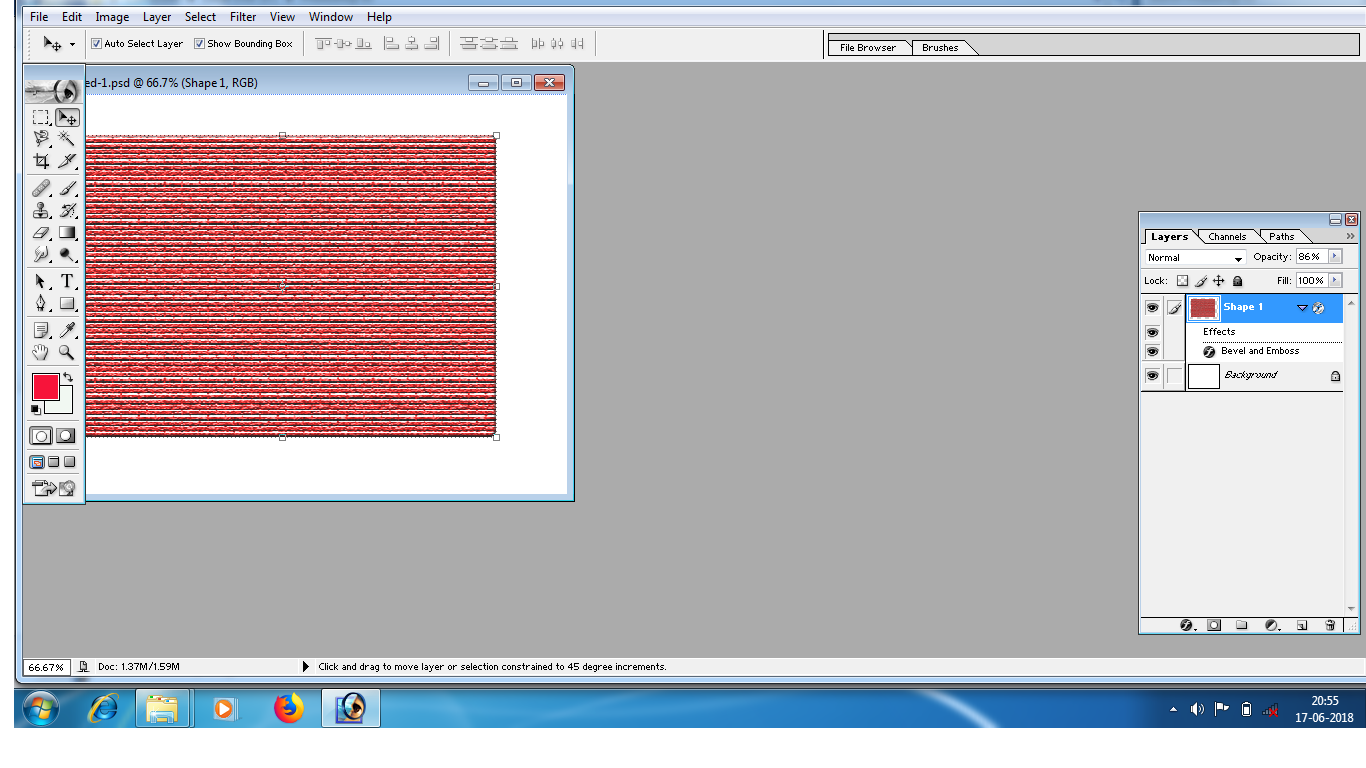 File Edit Image Layer Select Filter View Window Help
Auto Select Layer Show Bounding Box
File Browser Brushes
ed-1.psd @ 66.7% (Shape 1, RGB)
Layers Channels Paths
Normal Opacity: 86%
Lock: Fill: 100%
Shape 1
Effects
Bevel and Emboss
Background
66.67% Doc: 1.37M/1.59M Click and drag to move layer or selection constrained to 45 degree increments.
20:55
17-06-2018